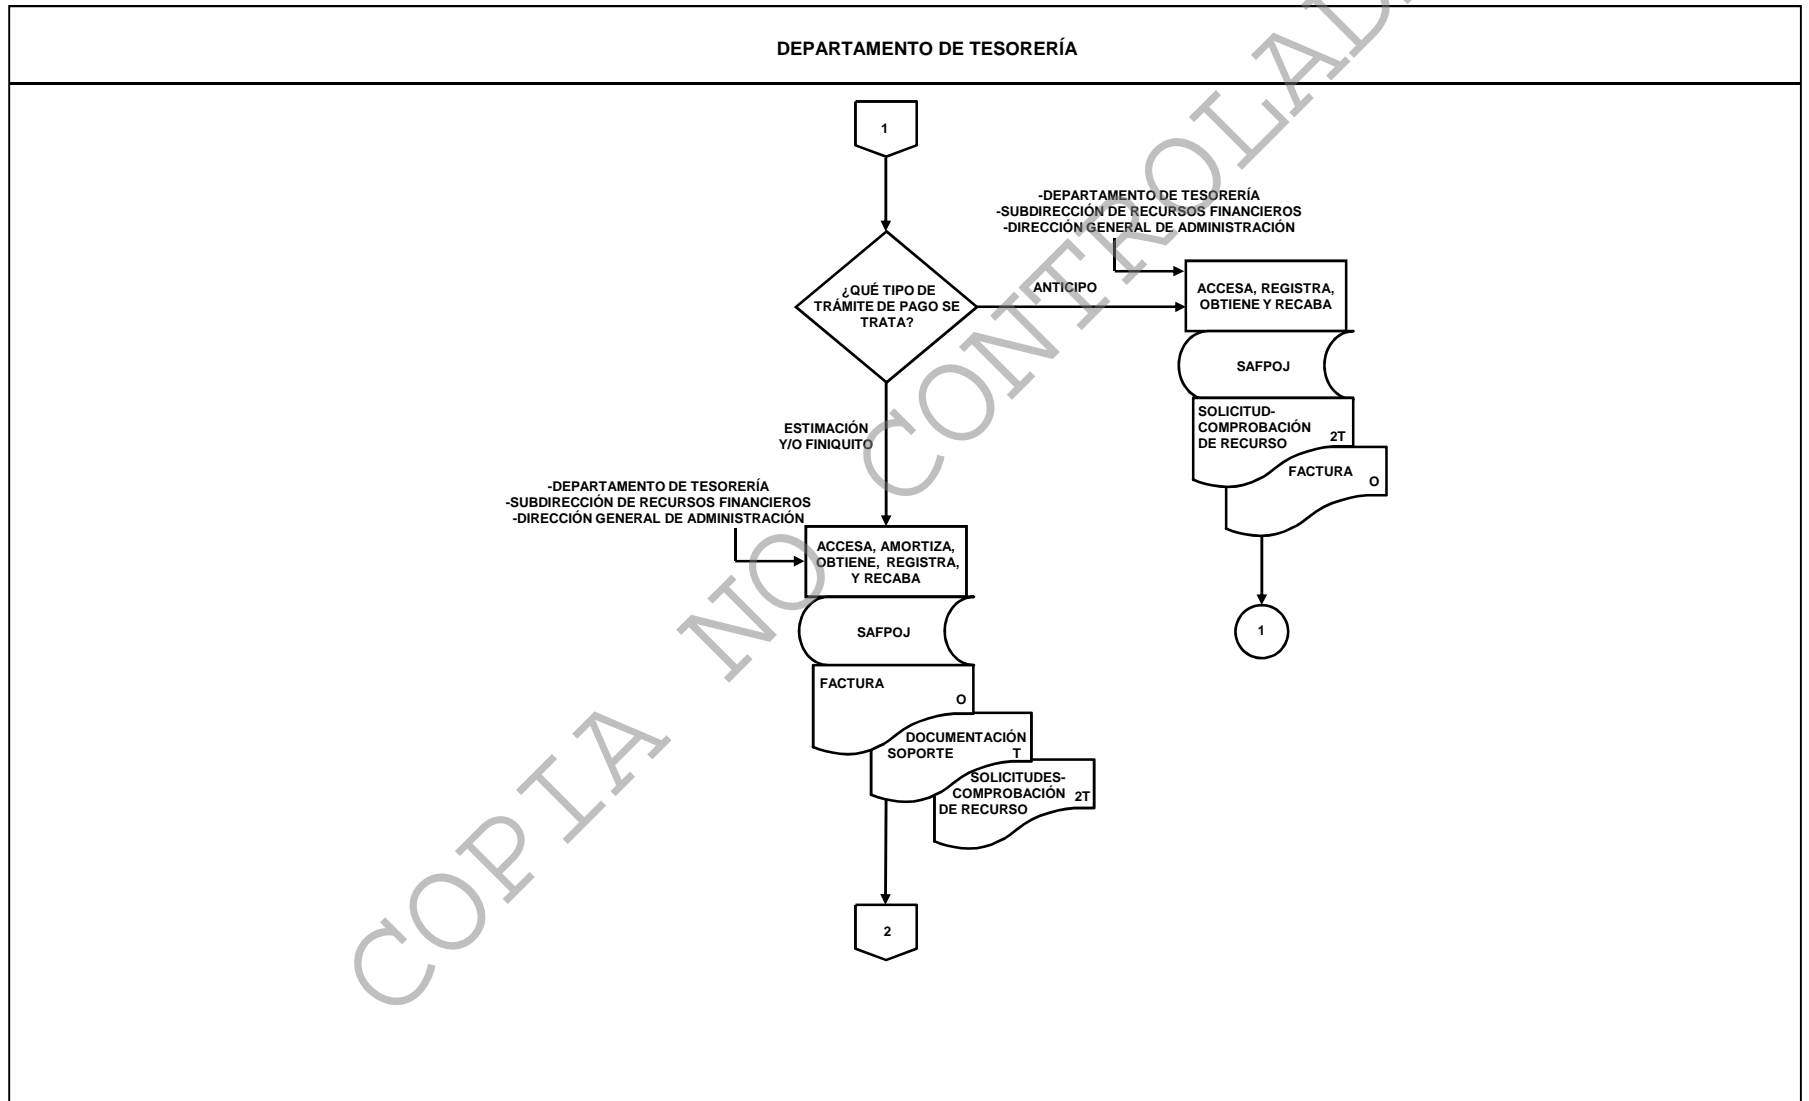 DEPARTAMENTO DE TESORERÍA
1
-DEPARTAMENTO DE TESORERÍA
-SUBDIRECCIÓN DE RECURSOS FINANCIEROS
-DIRECCIÓN GENERAL DE ADMINISTRACIÓN
¿QUÉ TIPO DE
TRÁMITE DE PAGO SE
TRATA?
ANTICIPO
ACCESA, REGISTRA,
OBTIENE Y RECABA
SAFPOJ
SOLICITUD-
COMPROBACIÓN
DE RECURSO
2T
FACTURA
O
1
ESTIMACIÓN
Y/O FINIQUITO
-DEPARTAMENTO DE TESORERÍA
-SUBDIRECCIÓN DE RECURSOS FINANCIEROS
-DIRECCIÓN GENERAL DE ADMINISTRACIÓN
ACCESA, AMORTIZA,
OBTIENE, REGISTRA,
Y RECABA
SAFPOJ
FACTURA
O
DOCUMENTACIÓN
SOPORTE T
SOLICITUDES-
COMPROBACIÓN 2T
DE RECURSO
2
COPIA NO CONTROLAD